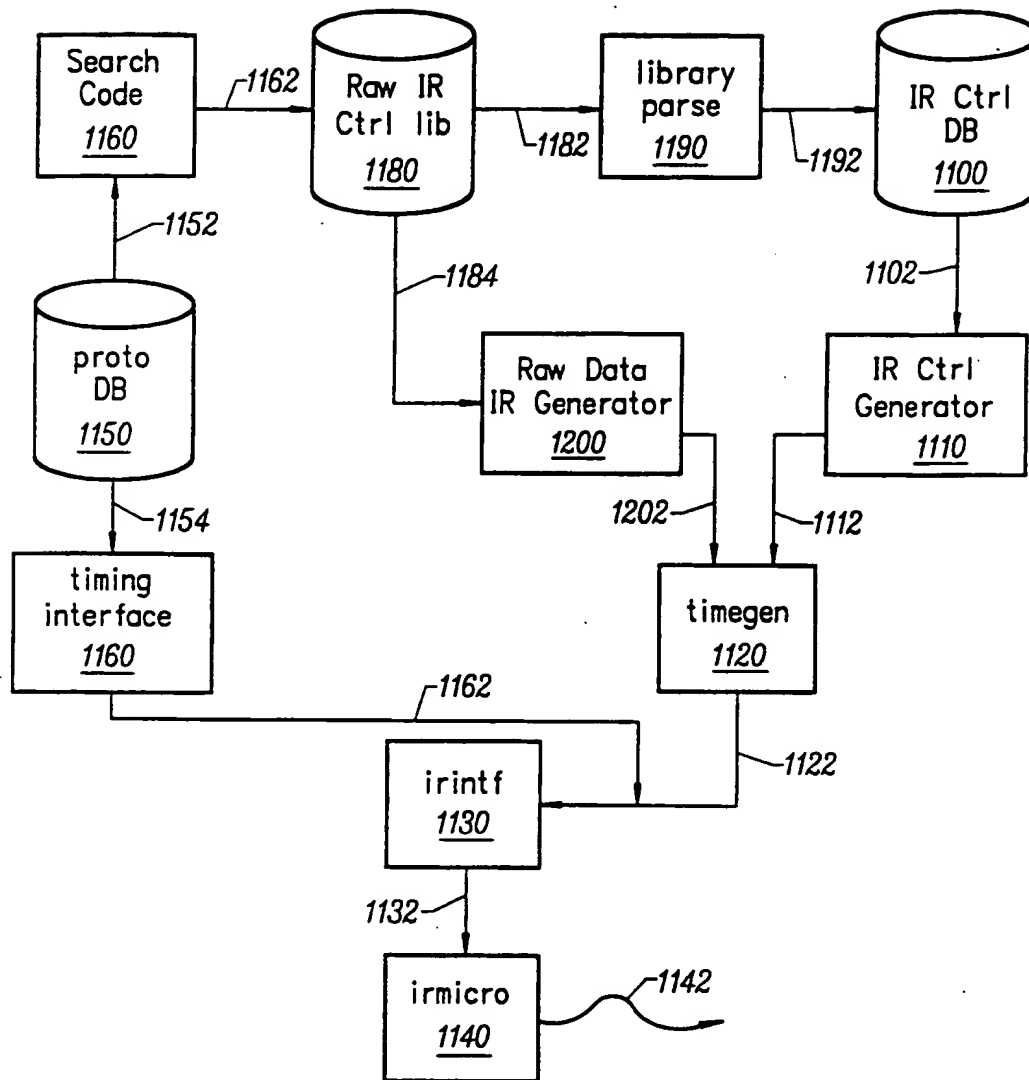 Search
Code
1160
1162
Raw IR
Ctrl lib
1180
1182
library
parse
1190
1192
IR Ctrl
DB
1100
1152
1184
1102
proto
DB
1150
Raw Data
IR Generator
1200
IR Ctrl
Generator
1110
1154
1202
1112
timing
interface
1160
timegen
1120
1162
1122
irintf
1130
1132
irmicro
1140
1142